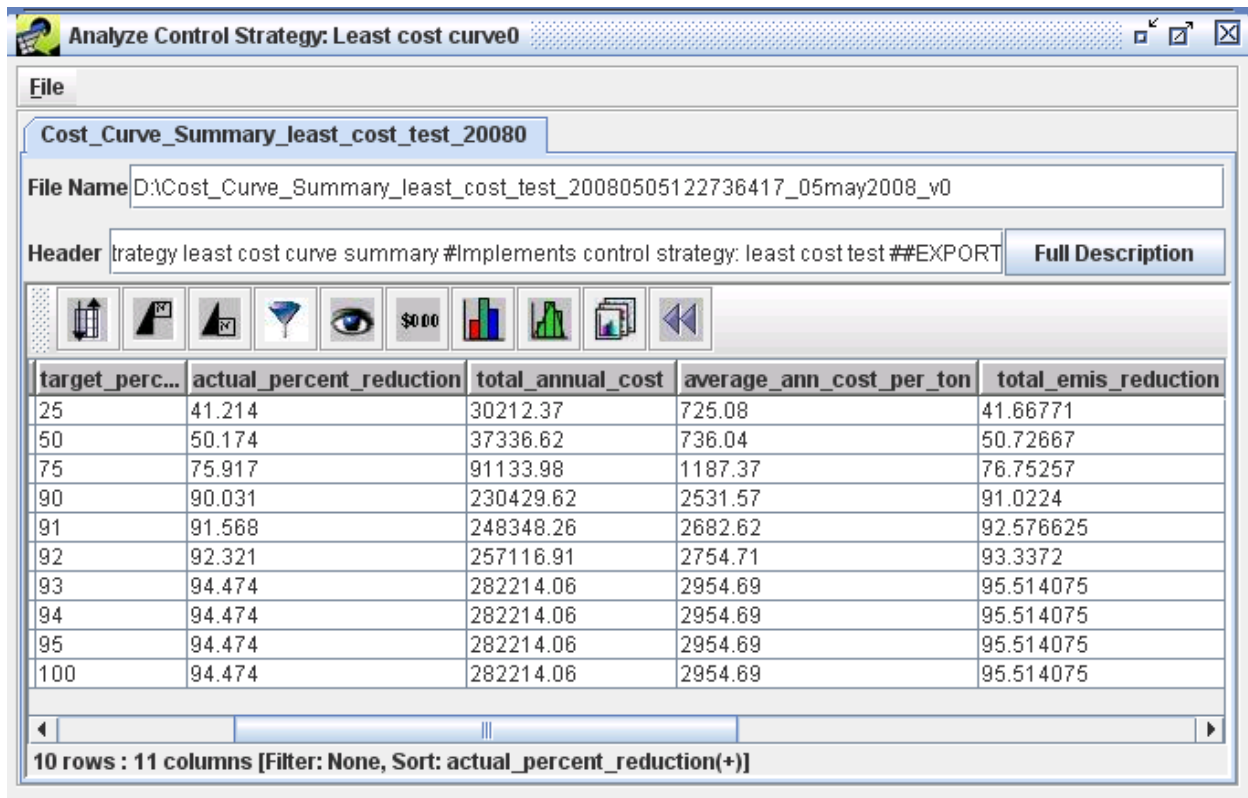 Analyze Control Strategy: Least cost curve0
File
Cost_Curve_Summary_least_cost_test_20080
File Name D:\Cost_Curve_Summary_least_cost_test_20080505122736417_05may2008_v0
Header trategy least cost curve summary #Implements control strategy: least cost test ##EXPORT Full Description
$0.00
target_perc... actual_percent_reduction total_annual_cost average_ann_cost_per_ton total_emis_reduction
25 41.214 30212.37 725.08 41.66771
50 50.174 37336.62 736.04 50.72667
75 75.917 91133.98 1187.37 76.75257
90 90.031 230429.62 2531.57 91.0224
91 91.568 248348.26 2682.62 92.576625
92 92.321 257116.91 2754.71 93.3372
93 94.474 282214.06 2954.69 95.514075
94 94.474 282214.06 2954.69 95.514075
95 94.474 282214.06 2954.69 95.514075
100 94.474 282214.06 2954.69 95.514075
10 rows : 11 columns [Filter: None, Sort: actual_percent_reduction(+)]